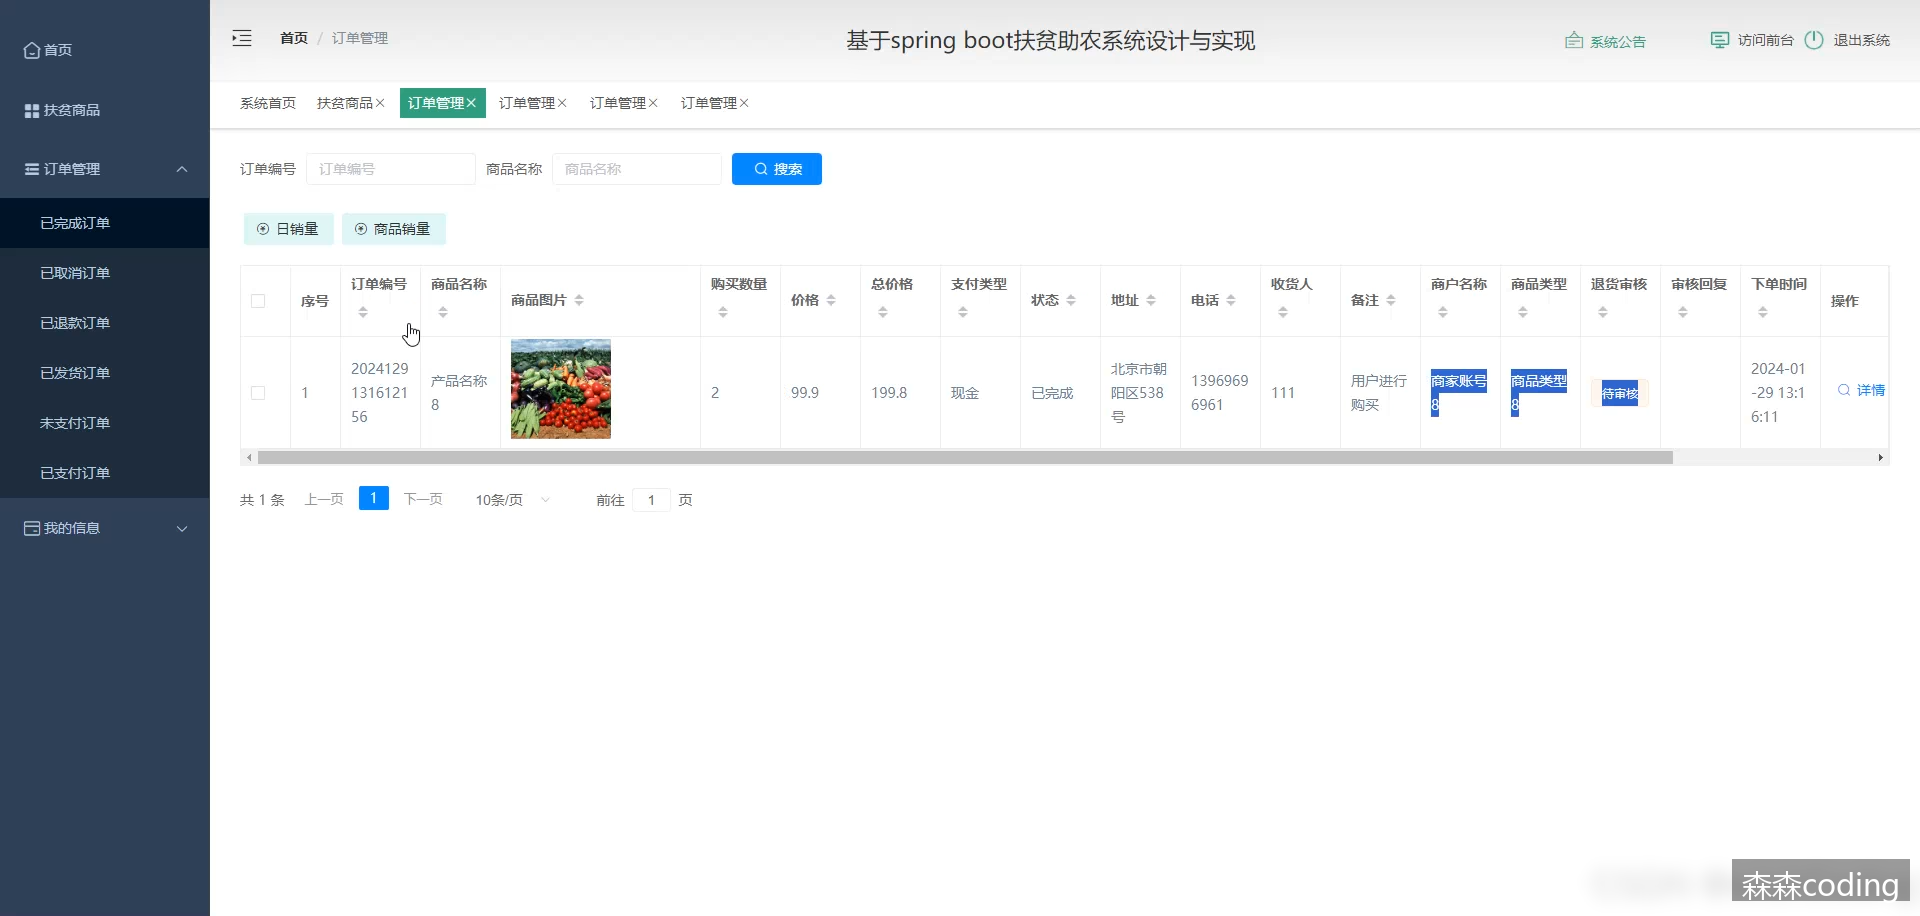 首页
扶贫商品
订单管理
已完成订单
已取消订单
已退款订单
已发货订单
未支付订单
已支付订单
我的信息
首页 / 订单管理
基于spring boot扶贫助农系统设计与实现
系统公告
访问前台
退出系统
系统首页 扶贫商品× 订单管理× 订单管理× 订单管理× 订单管理×
订单编号 订单编号 商品名称 商品名称 搜索
日销量 商品销量
序号 订单编号 商品名称 商品图片 购买数量 价格 总价格 支付类型 状态 地址 电话 收货人 备注 商户名称 商品类型 退货审核 审核回复 下单时间 操作
1
2024129
1316121
56
产品名称
8
2
99.9
199.8
现金
已完成
北京市朝
阳区538
号
1396969
6961
111
用户进行
购买
商家账号
8
商品类型
8
待审核
2024-01
-29 13:1
6:11
详情
共 1 条 上一页 1 下一页 10条/页 前往 1 页
森森coding